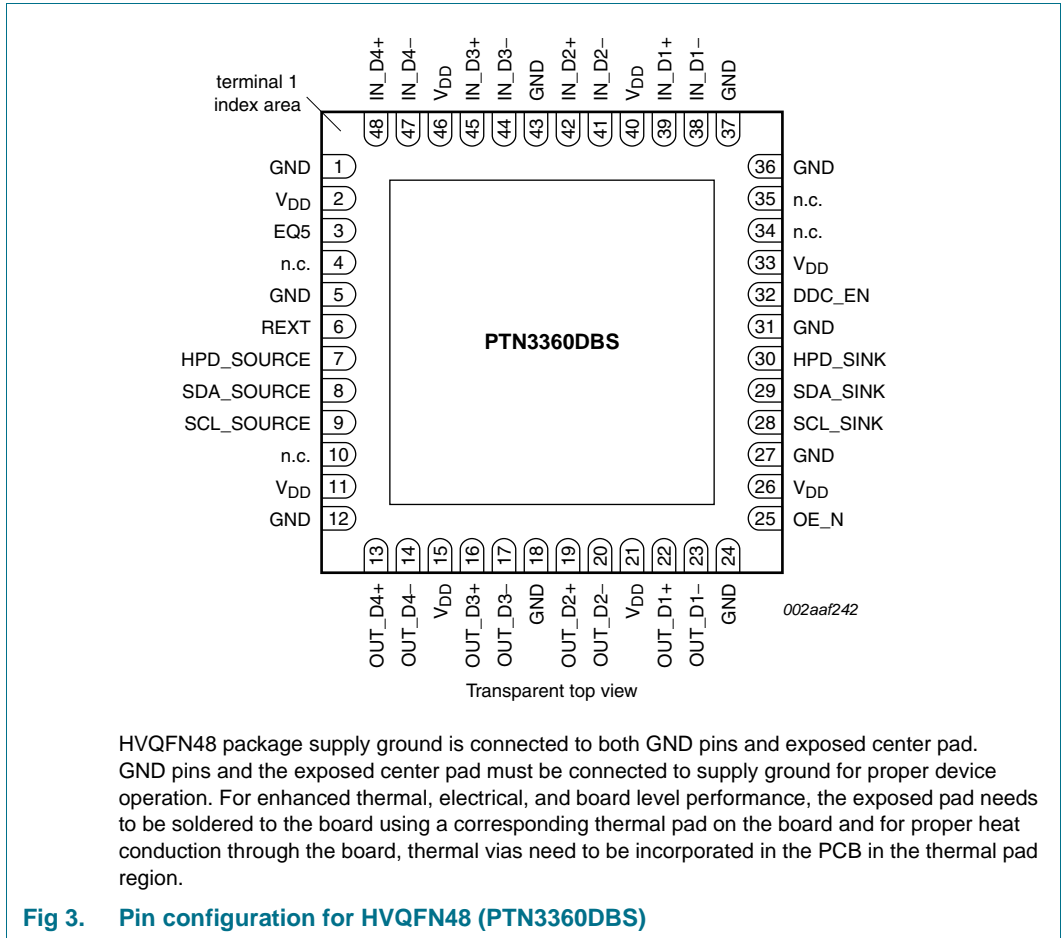 IN_D4+
IN_D4−
VDD
IN_D3+
IN_D3−
GND
IN_D2+
IN_D2−
VDD
IN_D1+
IN_D1−
GND
terminal 1
index area
48
47
46
45
44
43
42
41
40
39
38
37
GND 1
VDD 2
EQ5 3
n.c. 4
GND 5
REXT 6
HPD_SOURCE 7
SDA_SOURCE 8
SCL_SOURCE 9
n.c. 10
VDD 11
GND 12
PTN3360DBS
36 GND
35 n.c.
34 n.c.
33 VDD
32 DDC_EN
31 GND
30 HPD_SINK
29 SDA_SINK
28 SCL_SINK
27 GND
26 VDD
25 OE_N
13
14
15
16
17
18
19
20
21
22
23
24
OUT_D4+
OUT_D4−
VDD
OUT_D3+
OUT_D3−
GND
OUT_D2+
OUT_D2−
VDD
OUT_D1+
OUT_D1−
GND
002aaf242
Transparent top view
HVQFN48 package supply ground is connected to both GND pins and exposed center pad.
GND pins and the exposed center pad must be connected to supply ground for proper device
operation. For enhanced thermal, electrical, and board level performance, the exposed pad needs
to be soldered to the board using a corresponding thermal pad on the board and for proper heat
conduction through the board, thermal vias need to be incorporated in the PCB in the thermal pad
region.
Fig 3. Pin configuration for HVQFN48 (PTN3360DBS)